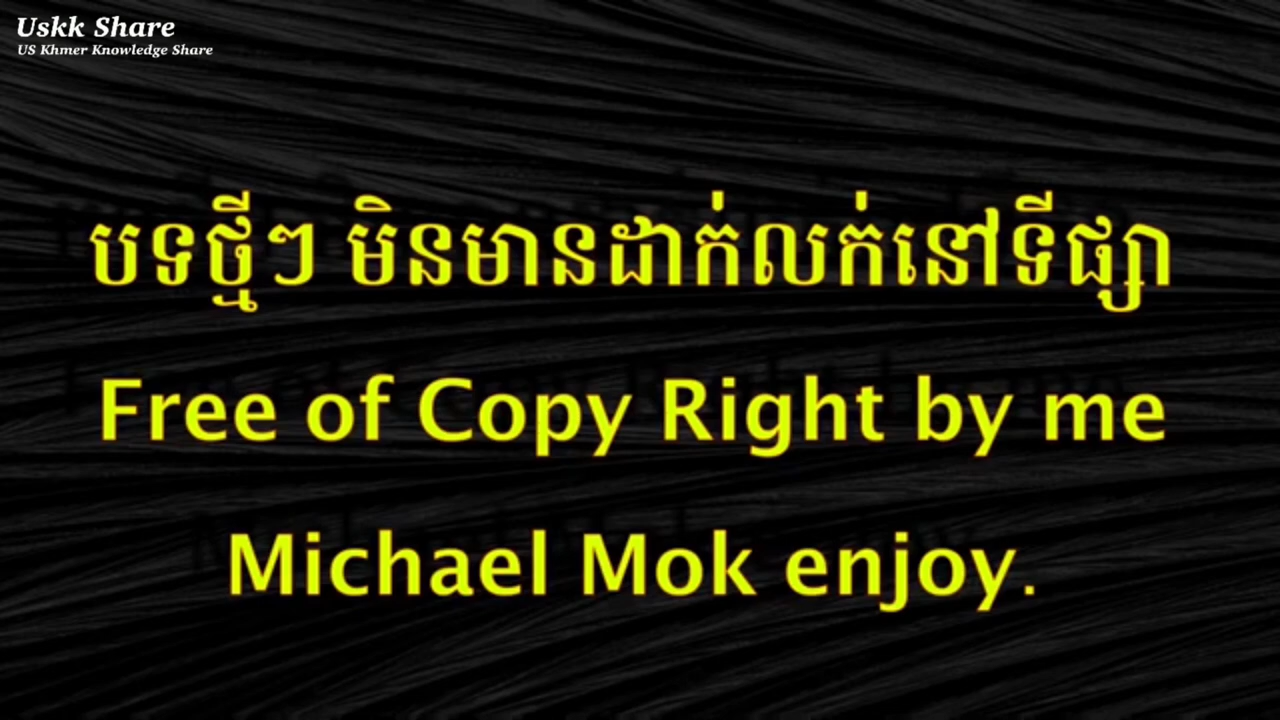 Uskk Share
US Khmer Knowledge Share
បទថ្មីៗ មិនមានដាក់លក់នៅទីផ្សា
Free of Copy Right by me
Michael Mok enjoy.